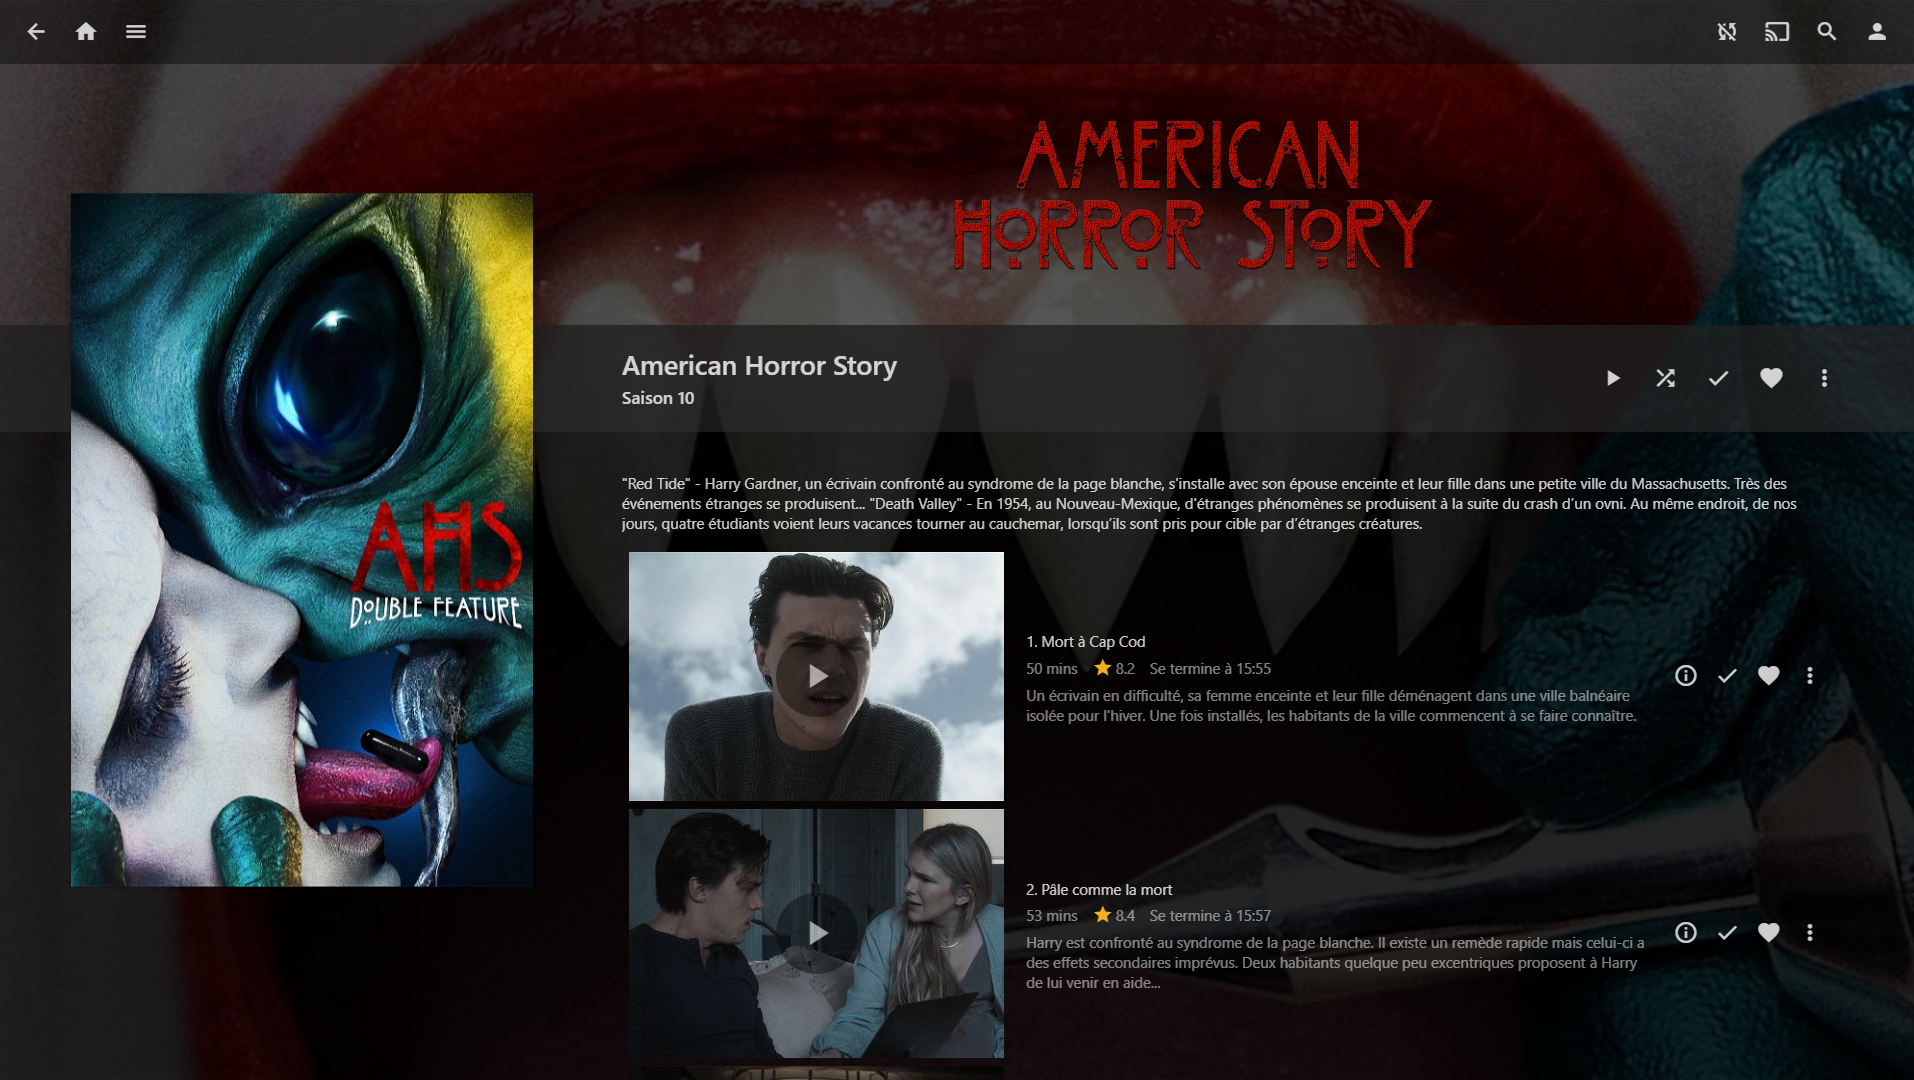 AMERICAN
HORROR STORY
AHS
DOUBLE FEATURE
American Horror Story
Saison 10
"Red Tide" - Harry Gardner, un écrivain confronté au syndrome de la page blanche, s'installe avec son épouse enceinte et leur fille dans une petite ville du Massachusetts. Très des
événements étranges se produisent... "Death Valley" - En 1954, au Nouveau-Mexique, d'étranges phénomènes se produisent à la suite du crash d’un ovni. Au même endroit, de nos
jours, quatre étudiants voient leurs vacances tourner au cauchemar, lorsqu’ils sont pris pour cible par d’étranges créatures.
1. Mort à Cap Cod
50 mins 8.2 Se termine à 15:55
Un écrivain en difficulté, sa femme enceinte et leur fille déménagent dans une ville balnéaire
isolée pour l'hiver. Une fois installés, les habitants de la ville commencent à se faire connaître.
2. Pâle comme la mort
53 mins 8.4 Se termine à 15:57
Harry est confronté au syndrome de la page blanche. Il existe un remède rapide mais celui-ci a
des effets secondaires imprévus. Deux habitants quelque peu excentriques proposent à Harry
de lui venir en aide...